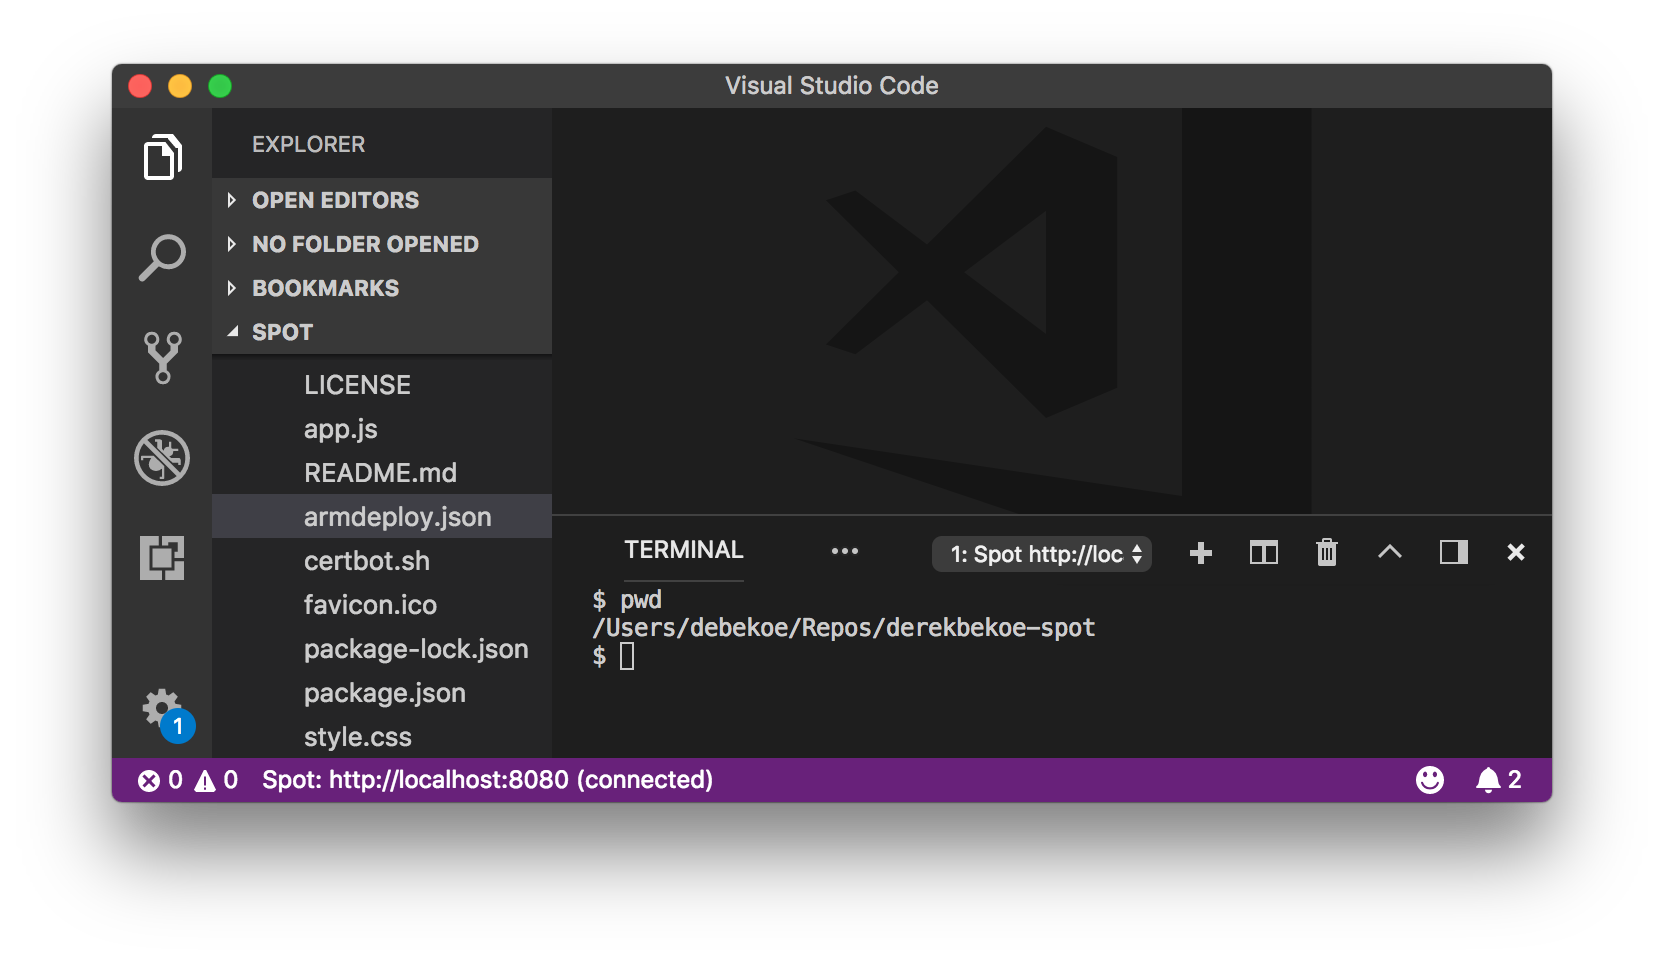 Visual Studio Code
EXPLORER
OPEN EDITORS
NO FOLDER OPENED
BOOKMARKS
SPOT
LICENSE
app.js
README.md
armdeploy.json
certbot.sh
favicon.ico
package-lock.json
package.json
style.css
1
TERMINAL
1: Spot http://loc
$ pwd
/Users/debekoe/Repos/derekbekoe-spot
$
0 0 Spot: http://localhost:8080 (connected) 2